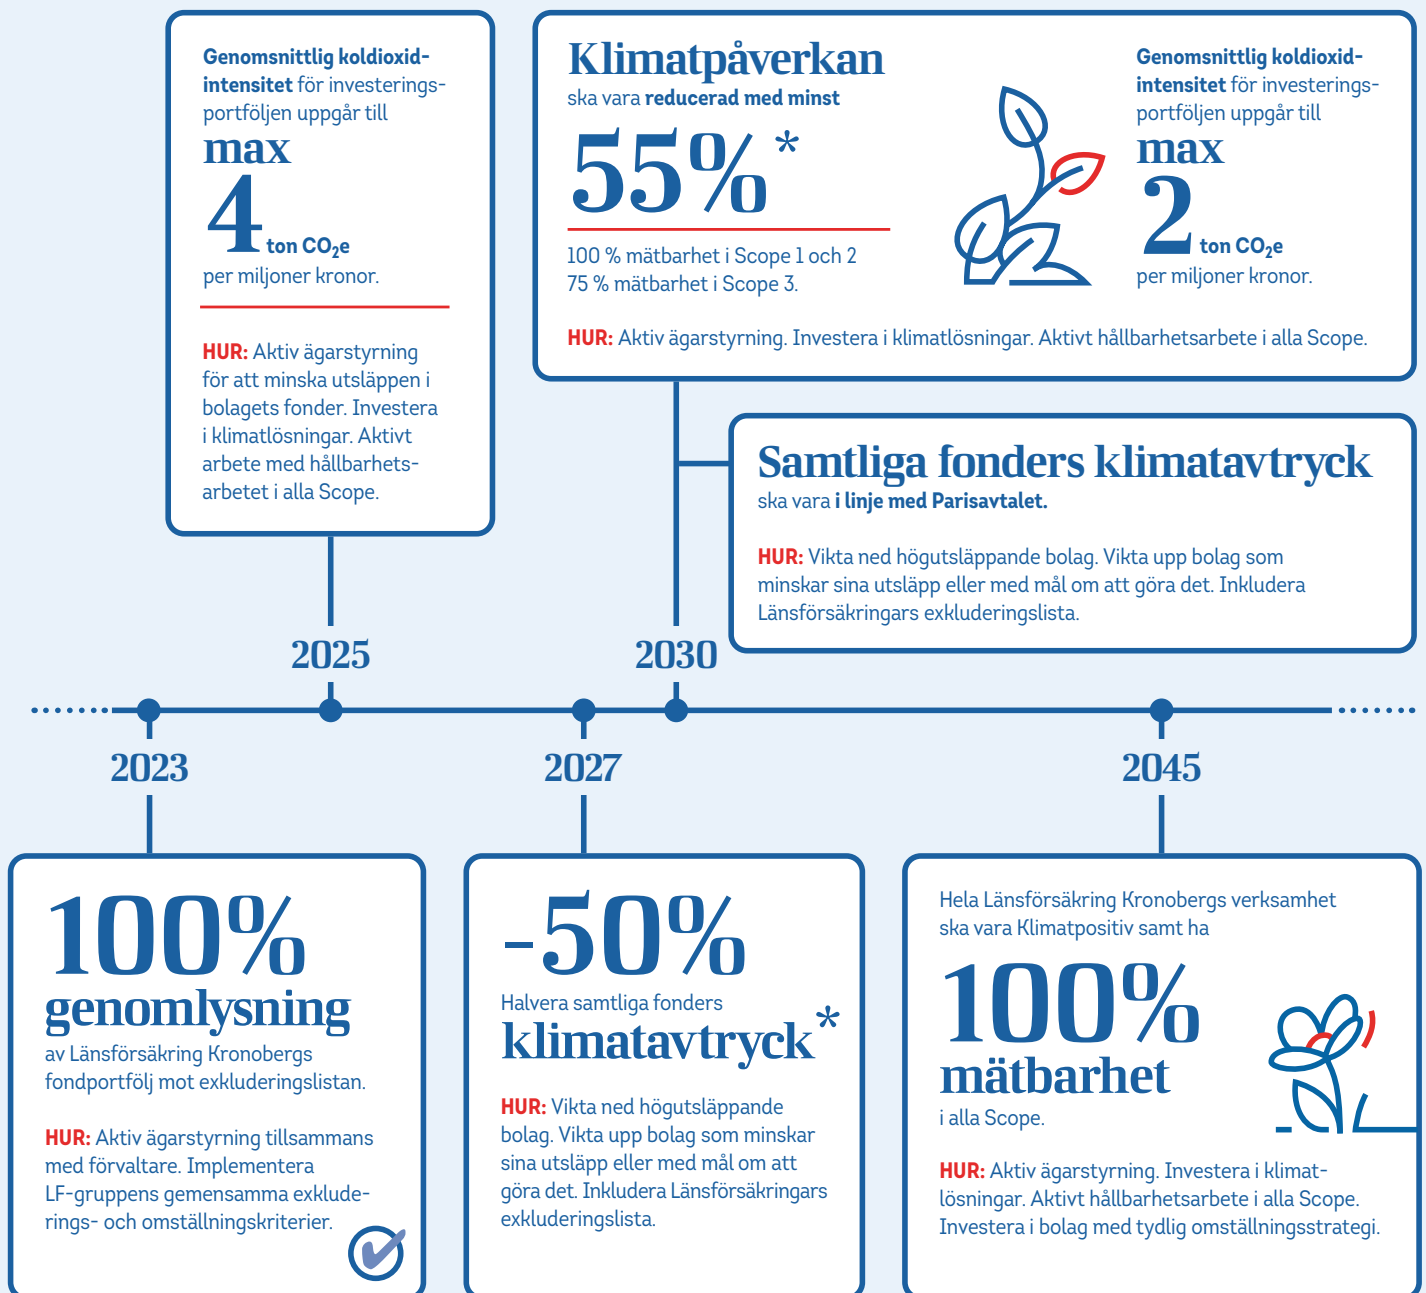 Genomsnittlig koldioxid-
intensitet för investerings-
portföljen uppgår till
max
4 ton CO₂e
per miljoner kronor.
HUR: Aktiv ägarstyrning
för att minska utsläppen i
bolagets fonder. Investera
i klimatlösningar. Aktivt
arbete med hållbarhets-
arbetet i alla Scope.
Klimatpåverkan
ska vara reducerad med minst
55%*
100 % mätbarhet i Scope 1 och 2
75 % mätbarhet i Scope 3.
Genomsnittlig koldioxid-
intensitet för investerings-
portföljen uppgår till
max
2 ton CO₂e
per miljoner kronor.
HUR: Aktiv ägarstyrning. Investera i klimatlösningar. Aktivt hållbarhetsarbete i alla Scope.
Samtliga fonders klimatavtryck
ska vara i linje med Parisavtalet.
HUR: Vikta ned högutsläppande bolag. Vikta upp bolag som
minskar sina utsläpp eller med mål om att göra det. Inkludera
Länsförsäkringars exkluderingslista.
2025
2030
2023
2027
2045
100%
genomlysning
av Länsförsäkring Kronobergs
fondportfölj mot exkluderingslistan.
HUR: Aktiv ägarstyrning tillsammans
med förvaltare. Implementera
LF-gruppens gemensamma exklude-
rings- och omställningskriterier.
-50%
Halvera samtliga fonders
klimatavtryck*
HUR: Vikta ned högutsläppande
bolag. Vikta upp bolag som minskar
sina utsläpp eller med mål om att
göra det. Inkludera Länsförsäkringars
exkluderingslista.
Hela Länsförsäkring Kronobergs verksamhet
ska vara Klimatpositiv samt ha
100%
mätbarhet
i alla Scope.
HUR: Aktiv ägarstyrning. Investera i klimat-
lösningar. Aktivt hållbarhetsarbete i alla Scope.
Investera i bolag med tydlig omställningsstrategi.